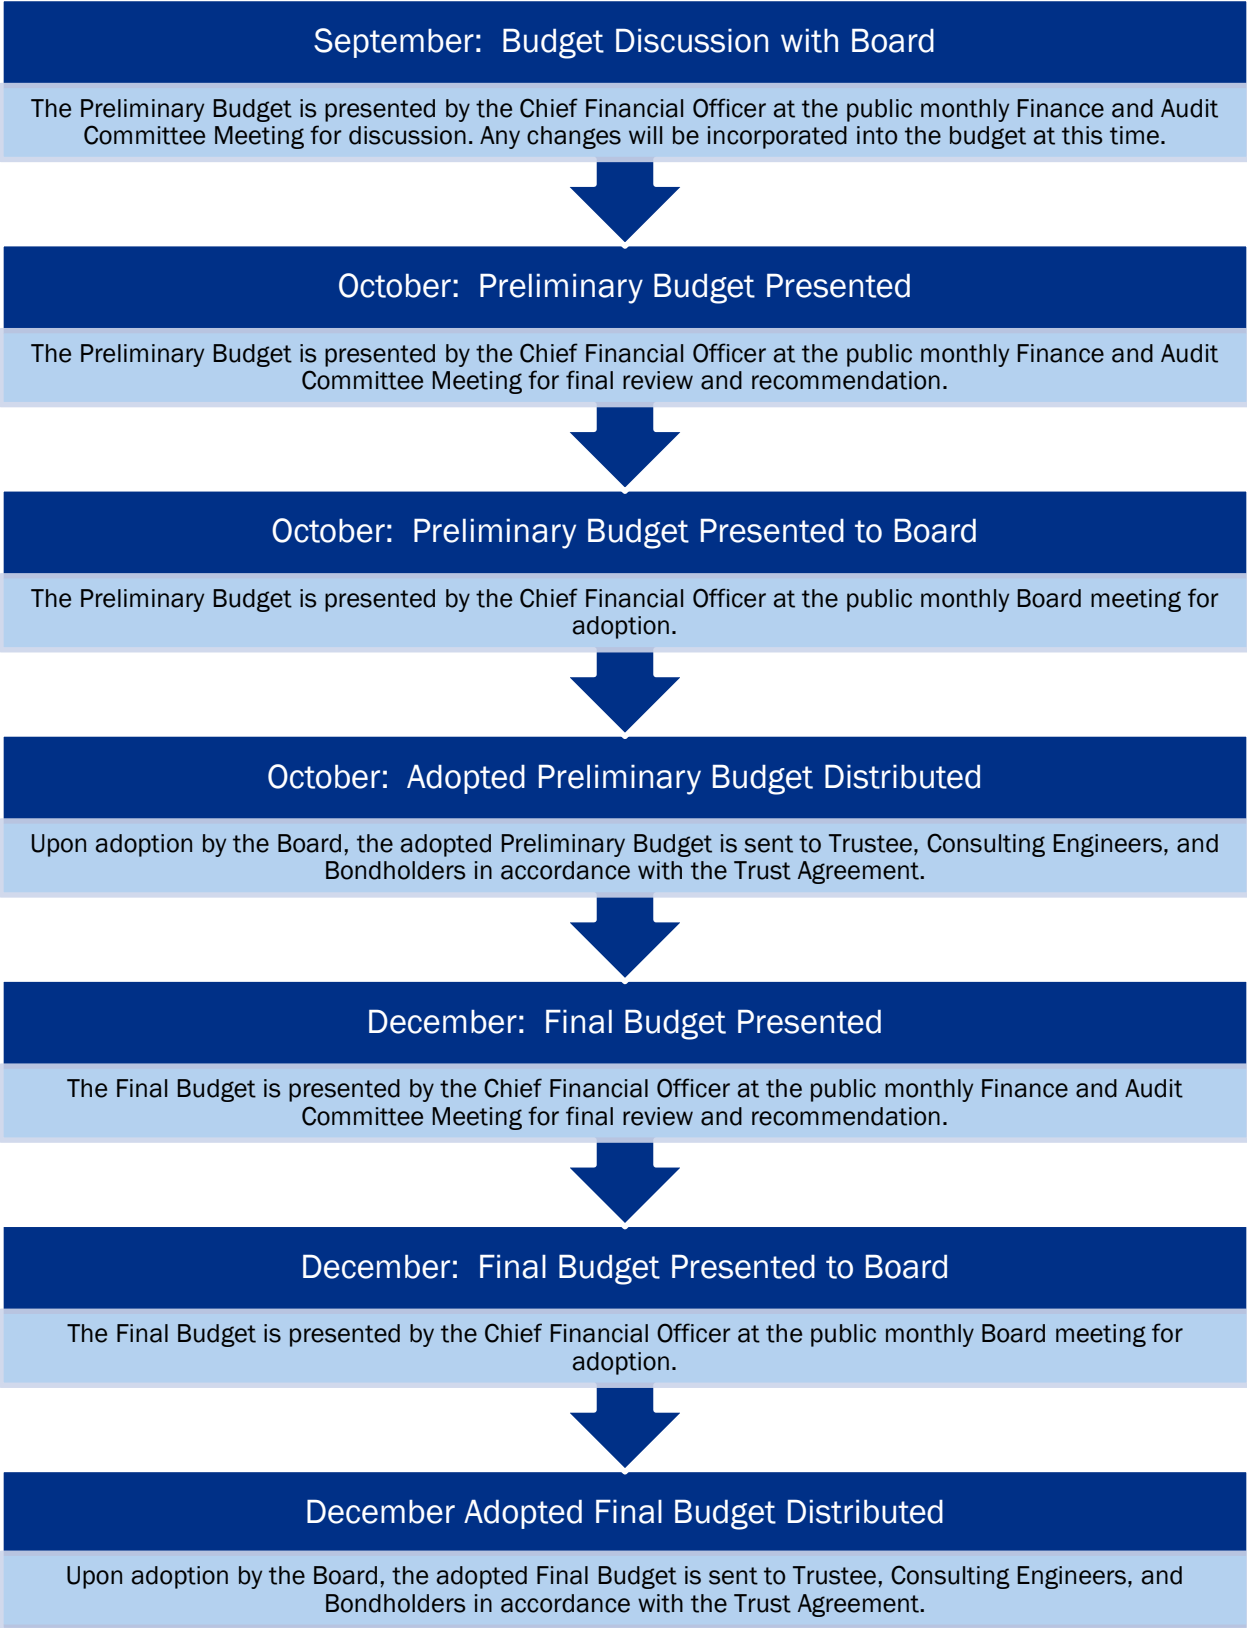 September:  Budget Discussion with Board
The Preliminary Budget is presented by the Chief Financial Officer at the public monthly Finance and Audit
Committee Meeting for discussion. Any changes will be incorporated into the budget at this time.
October:  Preliminary Budget Presented
The Preliminary Budget is presented by the Chief Financial Officer at the public monthly Finance and Audit
Committee Meeting for final review and recommendation.
October:  Preliminary Budget Presented to Board
The Preliminary Budget is presented by the Chief Financial Officer at the public monthly Board meeting for
adoption.
October:  Adopted Preliminary Budget Distributed
Upon adoption by the Board, the adopted Preliminary Budget is sent to Trustee, Consulting Engineers, and
Bondholders in accordance with the Trust Agreement.
December:  Final Budget Presented
The Final Budget is presented by the Chief Financial Officer at the public monthly Finance and Audit
Committee Meeting for final review and recommendation.
December:  Final Budget Presented to Board
The Final Budget is presented by the Chief Financial Officer at the public monthly Board meeting for
adoption.
December Adopted Final Budget Distributed
Upon adoption by the Board, the adopted Final Budget is sent to Trustee, Consulting Engineers, and
Bondholders in accordance with the Trust Agreement.